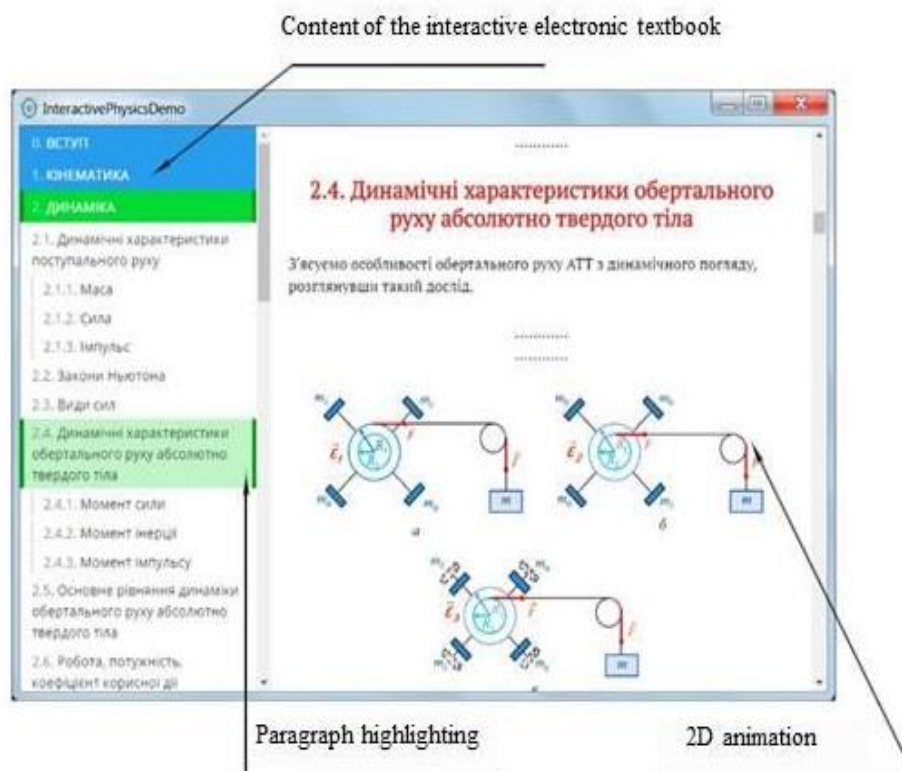 Content of the interactive electronic textbook
InteractivePhysicsDemo
0. ВСТУП
1. КІНЕМАТИКА
2. ДИНАМІКА
2.1. Динамічні характеристики
поступального руху
2.1.1. Маса
2.1.2. Сила
2.1.3. Імпульс
2.2. Закони Ньютона
2.3. Види сил
2.4. Динамічні характеристики
обертального руху абсолютно
твердого тіла
2.4.1. Момент сили
2.4.2. Момент інерції
2.4.3. Момент імпульсу
2.5. Основне рівняння динаміки
обертального руху абсолютно
твердого тіла
2.6. Робота, потужність,
коефіцієнт корисної дії
............
2.4. Динамічні характеристики обертального
руху абсолютно твердого тіла
З'ясуємо особливості обертального руху АТТ з динамічного погляду,
розглянувши такий дослід.
............
............
m
а
m
б
m
Paragraph highlighting
2D animation